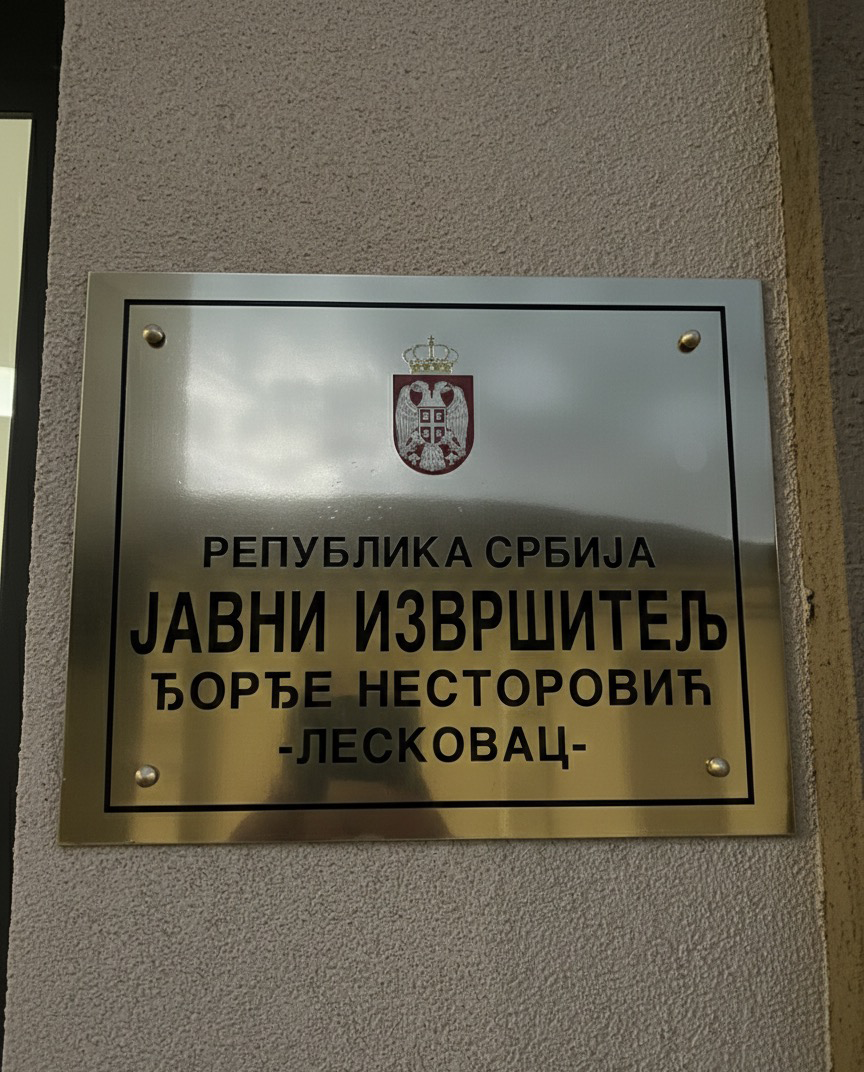 РЕПУБЛИКА СРБИЈА
ЈАВНИ ИЗВРШИТЕЉ
ЂОРЂЕ НЕСТОРОВИЋ
-ЛЕСКОВАЦ-